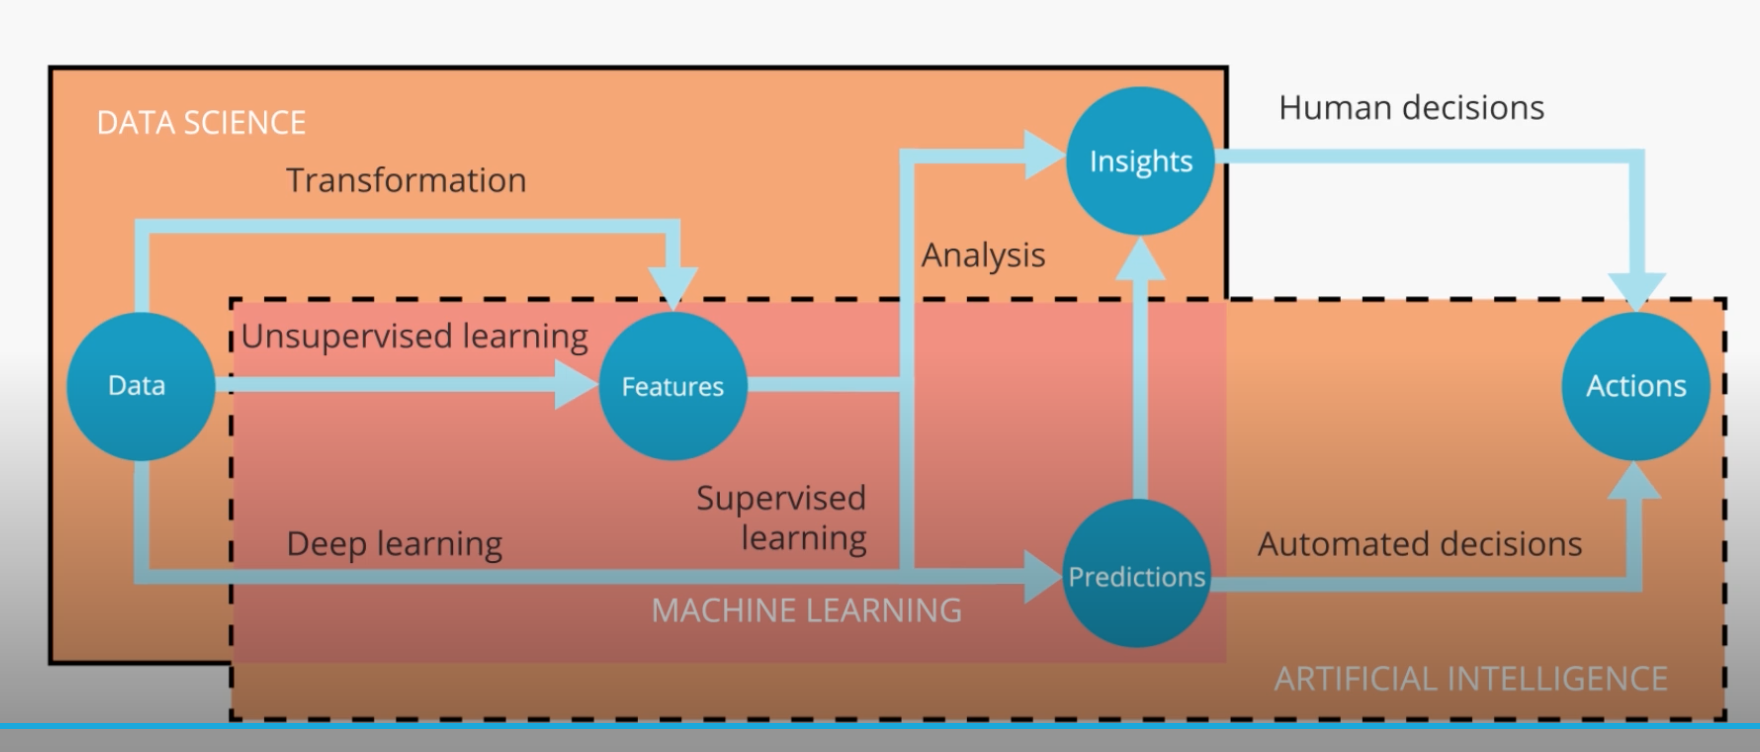 DATA SCIENCE
Transformation
Human decisions
Insights
Analysis
Unsupervised learning
Data
Features
Actions
Supervised
learning
Deep learning
Automated decisions
Predictions
MACHINE LEARNING
ARTIFICIAL INTELLIGENCE